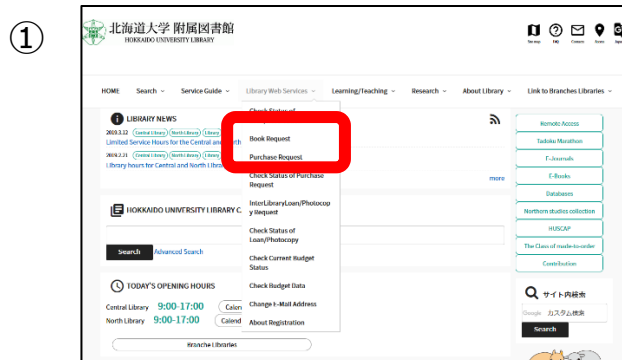 ①
北海道大学 附属図書館
HOKKAIDO UNIVERSITY LIBRARY
HOME Search Service Guide Library Web Services Learning/Teaching Research About Library Link to Branches Libraries
LIBRARY NEWS
2019.3.12 Central Library North Library Library
Limited Service Hours for the Central and North
2019.2.21 Central Library North Library Library
Library hours for Central and North Libra
more
HOKKAIDO UNIVERSITY LIBRARY C
Search Advanced Search
TODAY'S OPENING HOURS
Central Library 9:00-17:00 Calen
North Library 9:00-17:00 Calend
Branche Libraries
Check Status of
Book Request
Purchase Request
Check Status of Purchase
Request
InterLibraryLoan/Photocop
y Request
Check Status of
Loan/Photocopy
Check Current Budget
Status
Check Budget Data
Change E-Mail Address
About Registration
Remote Access
Tadoku Marathon
E-Journals
E-Books
Databases
Northern studies collection
HUSCAP
The Class of made-to-order
Contribution
サイト内検索
Google カスタム検索
Search